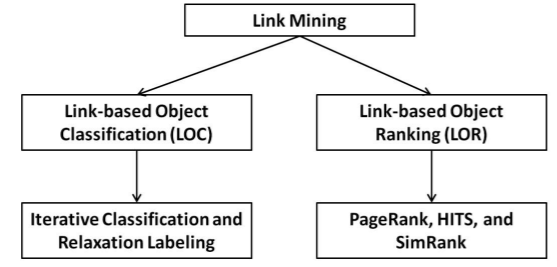 Link Mining
Link-based Object
Classification (LOC)
Link-based Object
Ranking (LOR)
Iterative Classification and
Relaxation Labeling
PageRank, HITS, and
SimRank